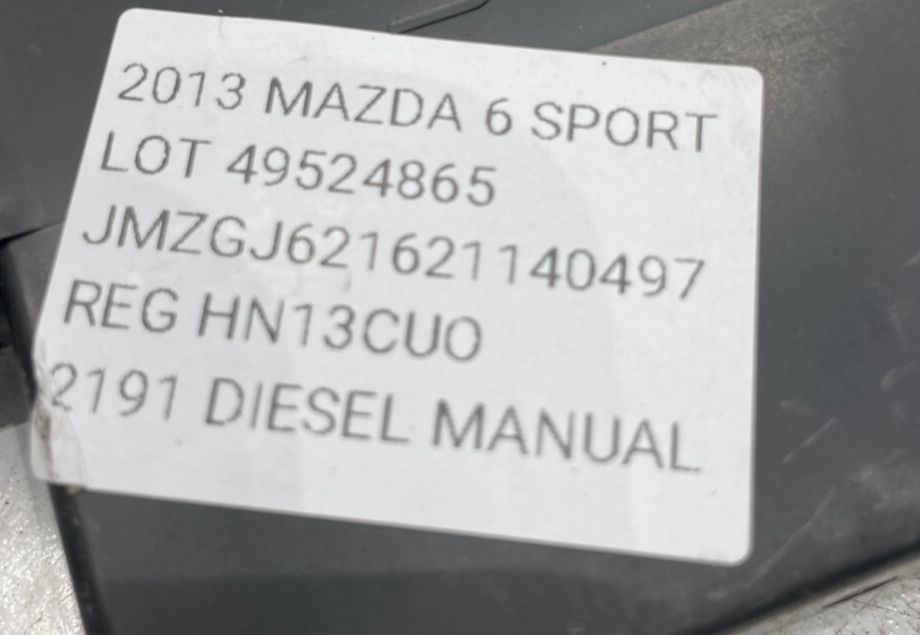 2013 MAZDA 6 SPORT
LOT 49524865
JMZGJ621621140497
REG HN13CUO
2191 DIESEL MANUAL